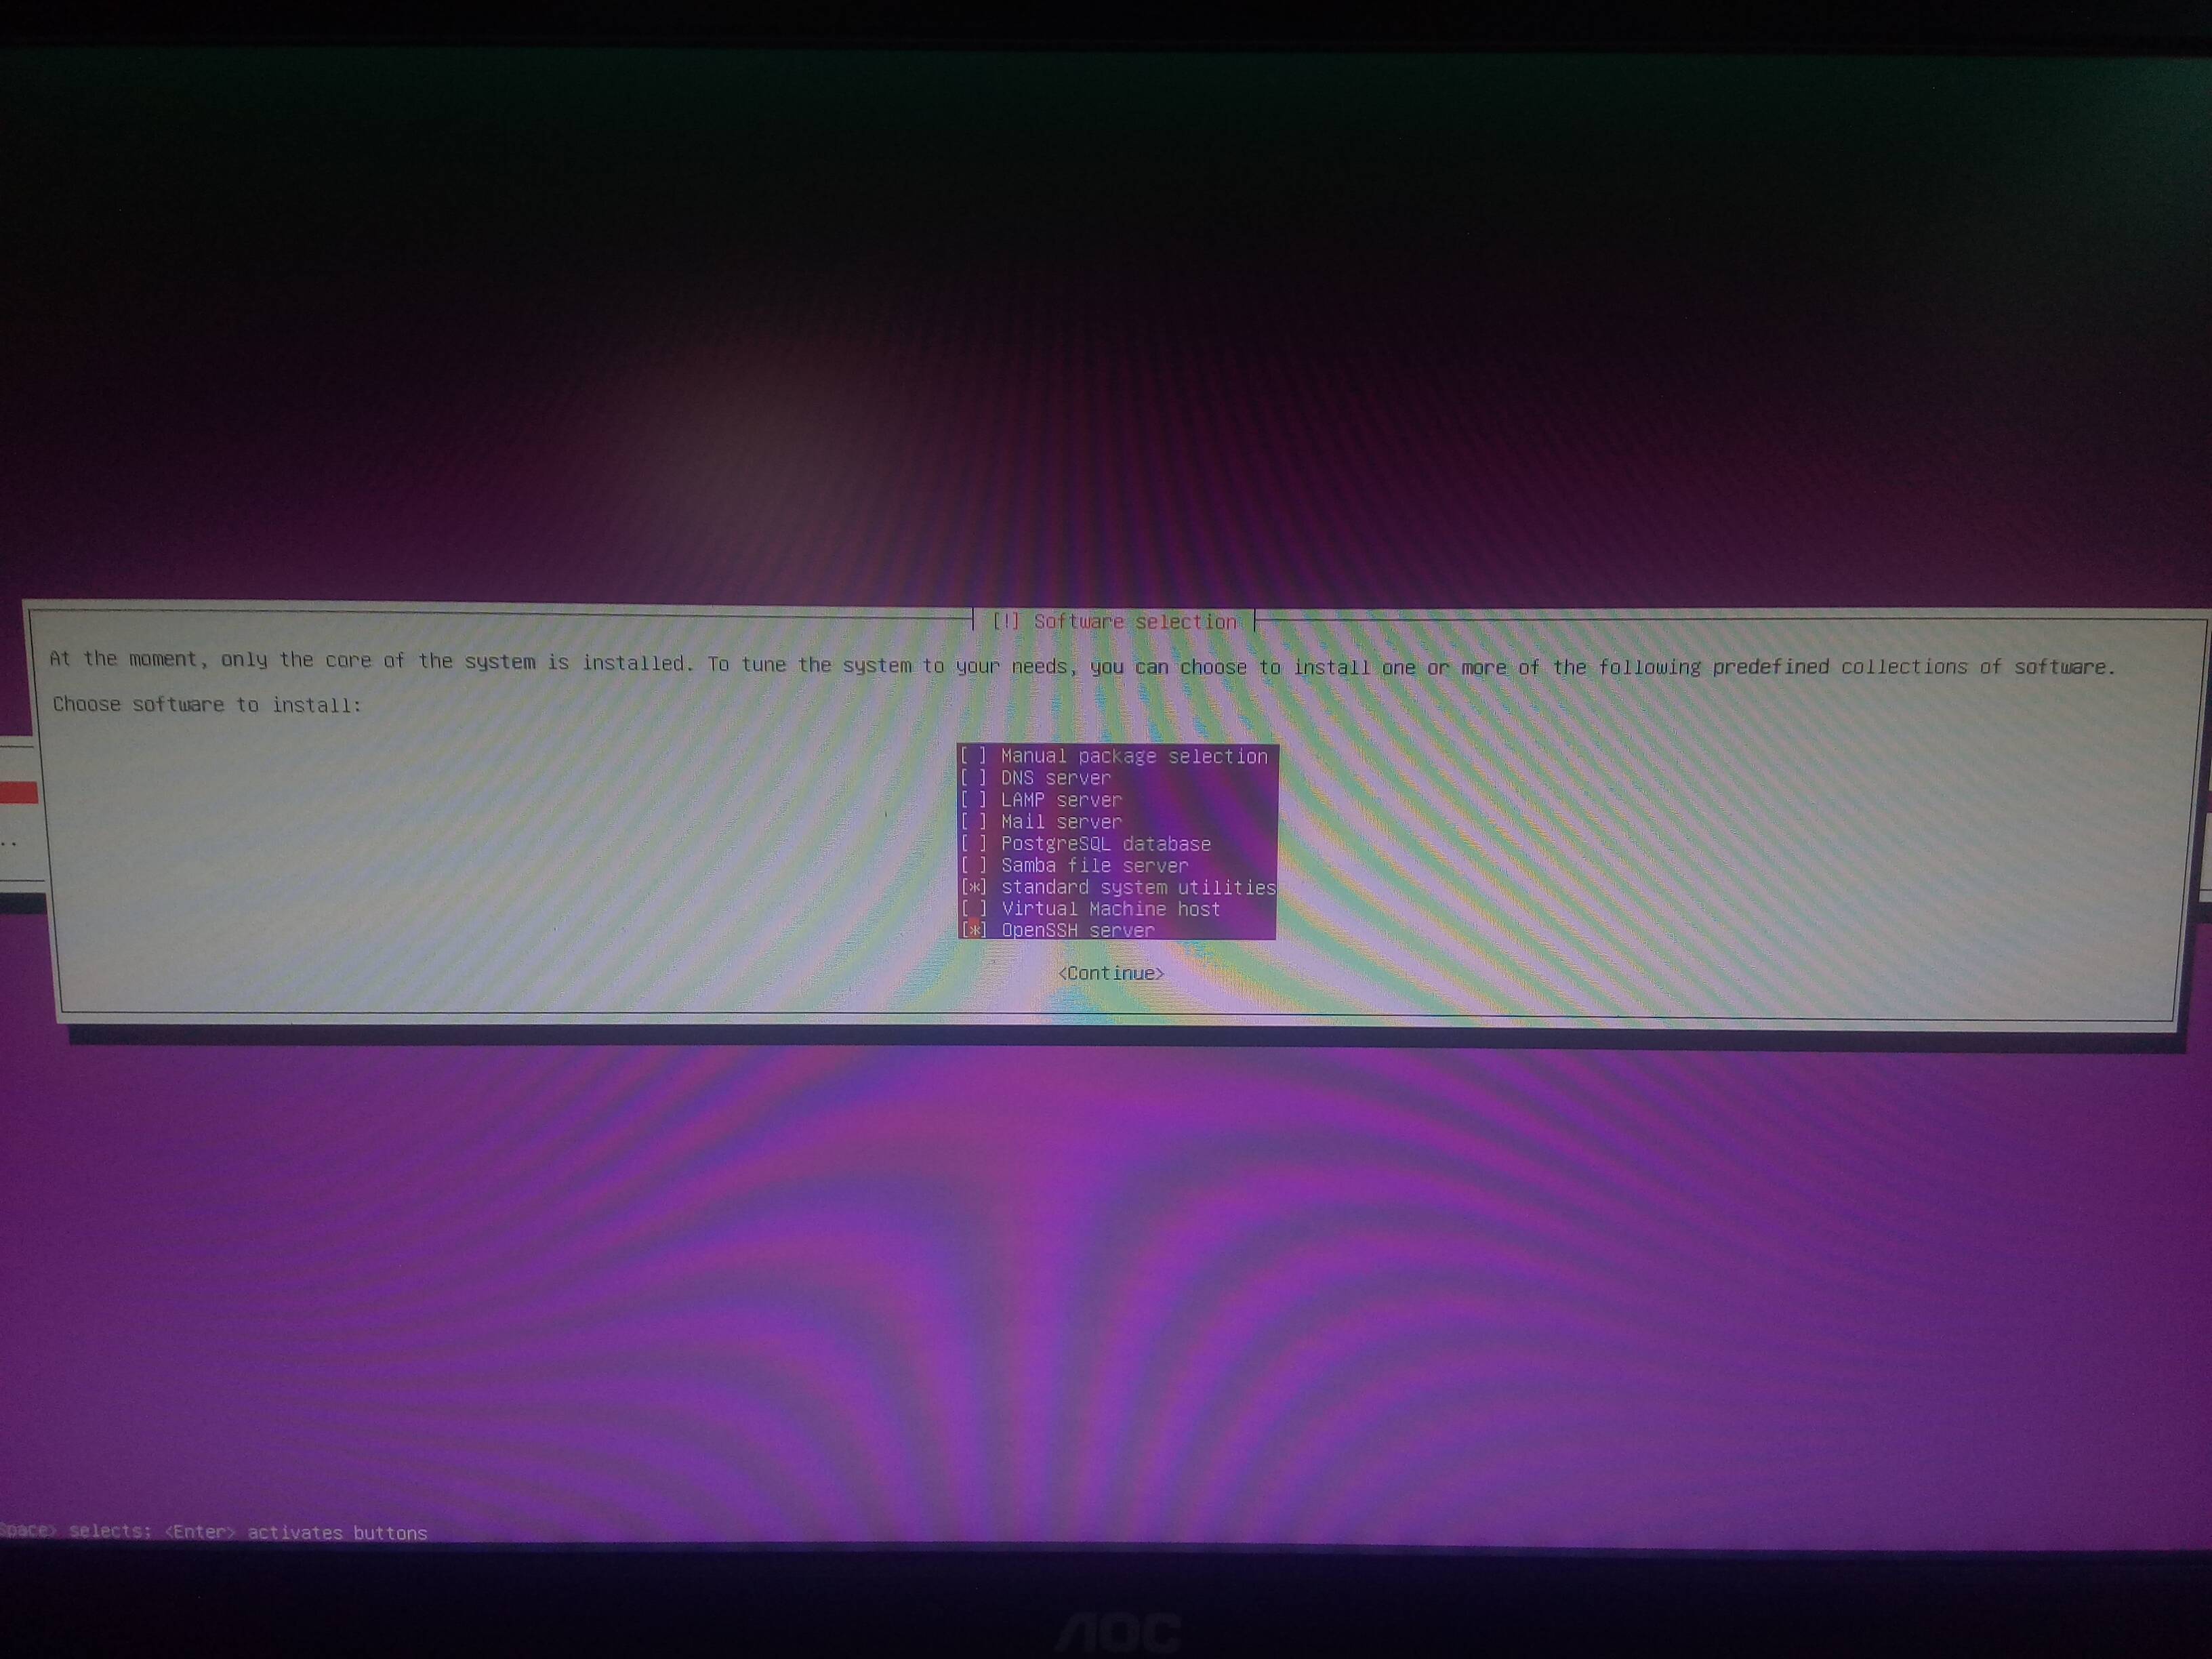 [!] Software selection
At the moment, only the core of the system is installed. To tune the system to your needs, you can choose to install one or more of the following predefined collections of software.
Choose software to install:
[ ] Manual package selection
[ ] DNS server
[ ] LAMP server
[ ] Mail server
[ ] PostgreSQL database
[ ] Samba file server
[*] standard system utilities
[ ] Virtual Machine host
[*] OpenSSH server
<Continue>
..
Space> selects; <Enter> activates buttons
AOC